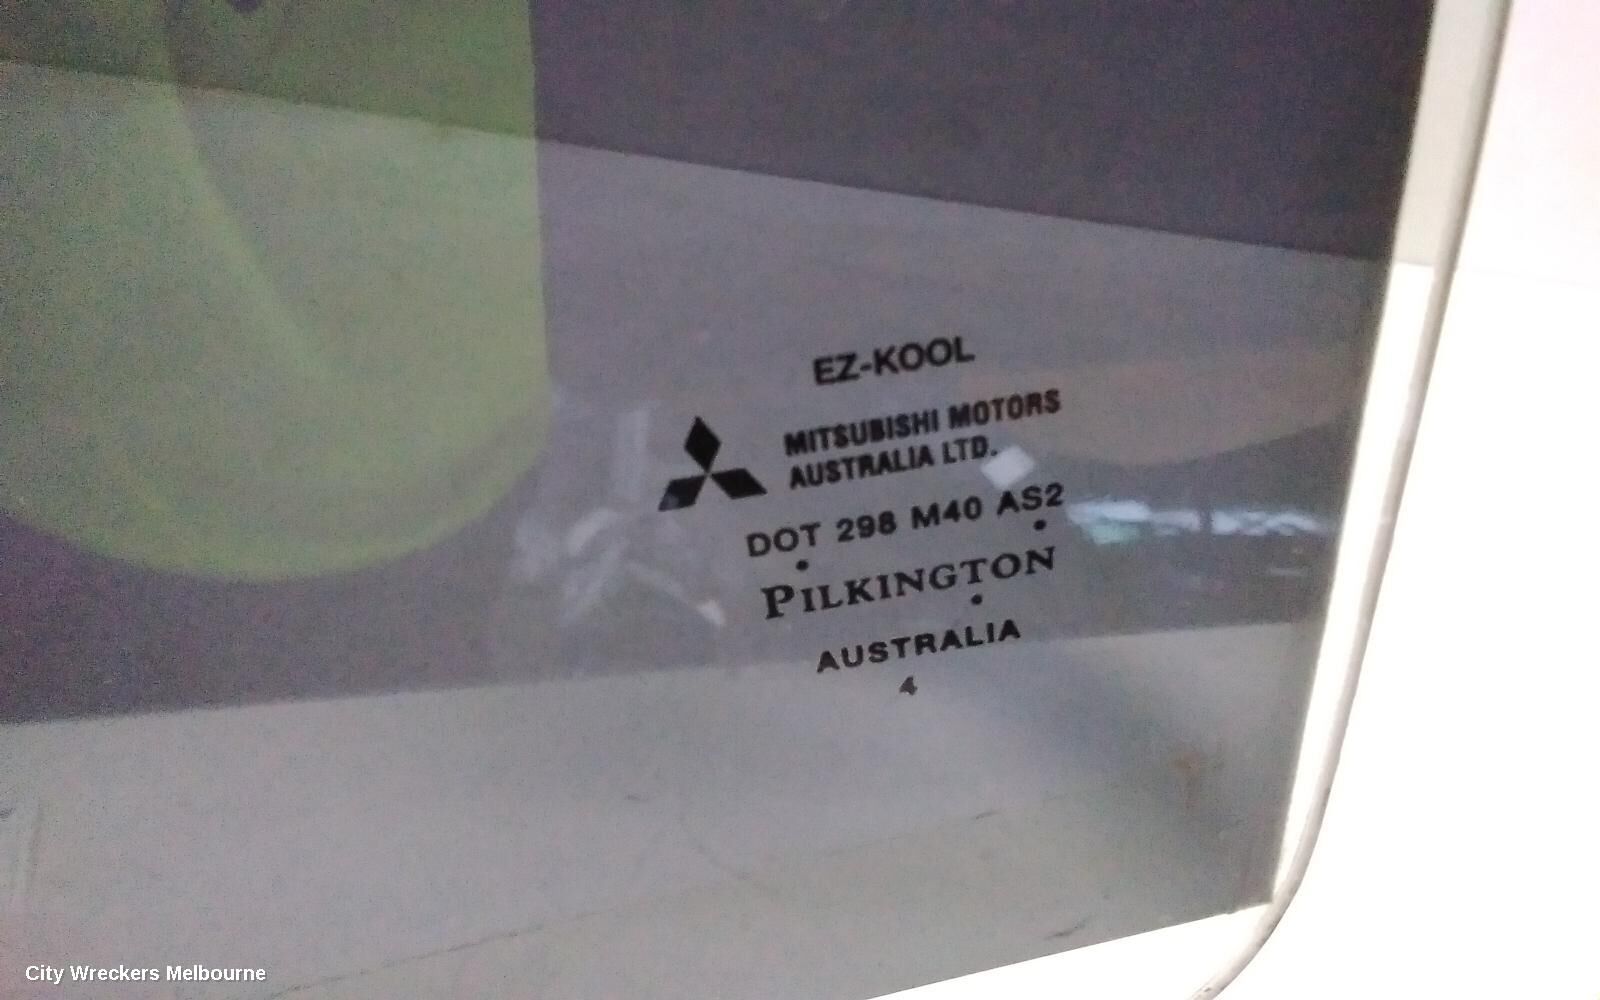 EZ-KOOL
MITSUBISHI MOTORS
AUSTRALIA LTD.
DOT 298 M40 AS2
PILKINGTON
AUSTRALIA
4
City Wreckers Melbourne